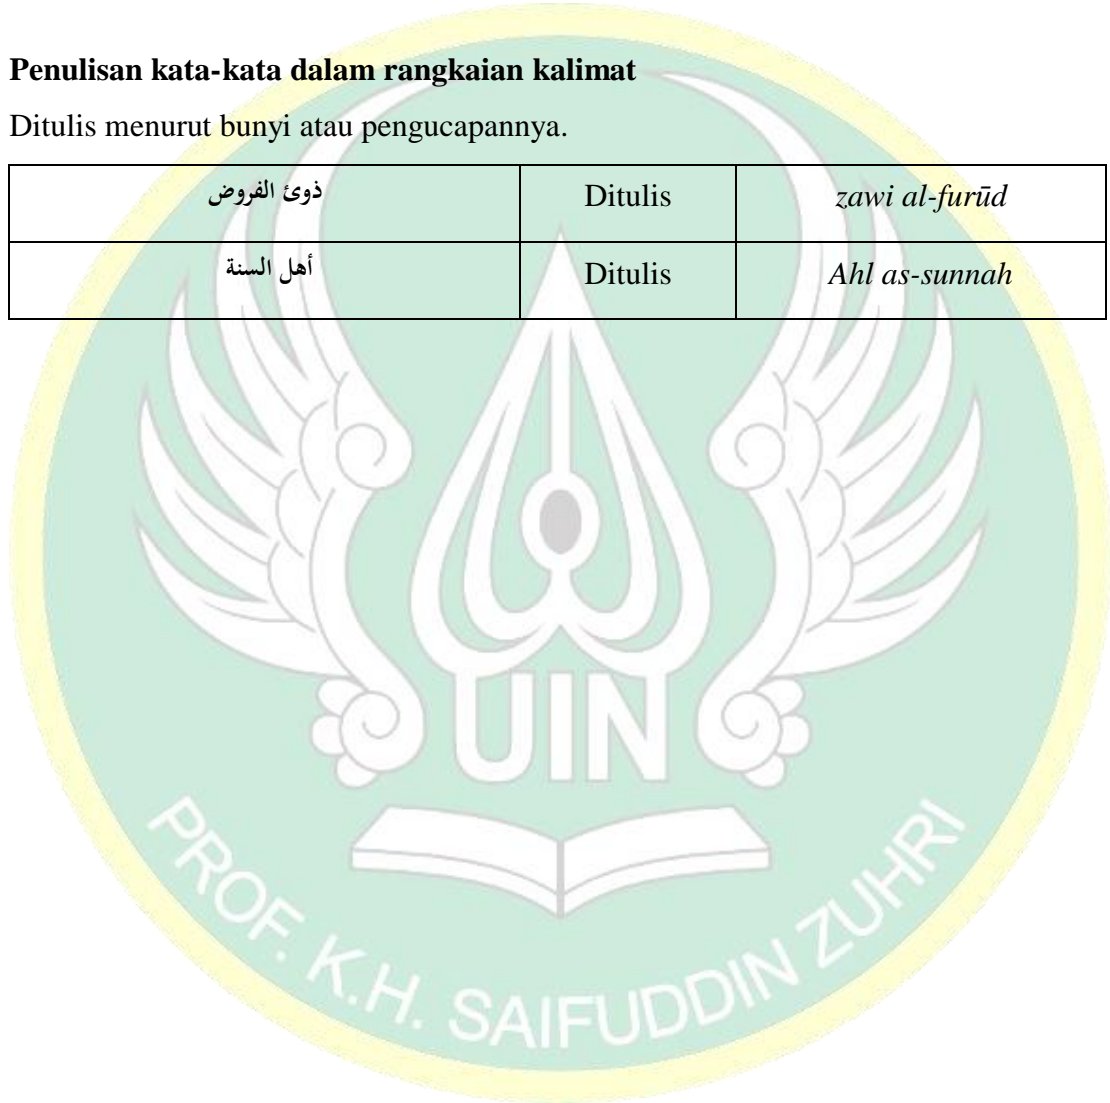 Penulisan kata-kata dalam rangkaian kalimat
Ditulis menurut bunyi atau pengucapannya.
ذوئ الفروض Ditulis zawi al-furūd
أهل السنة Ditulis Ahl as-sunnah
UIN
PROF. K.H. SAIFUDDIN ZUHRI